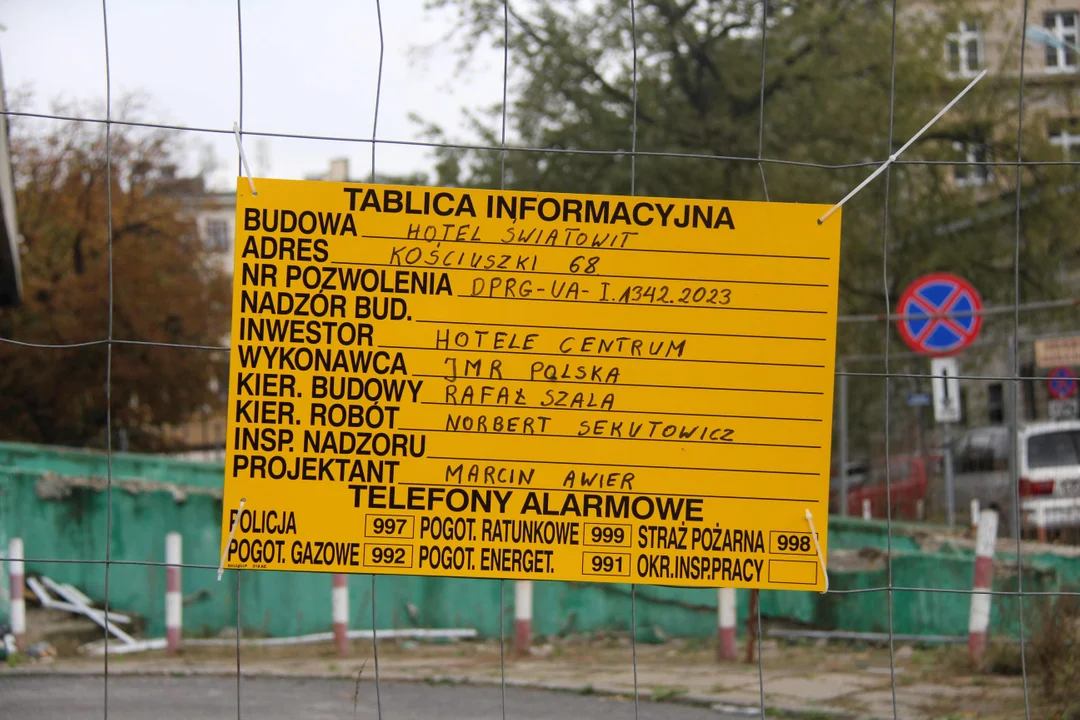 TABLICA INFORMACYJNA
BUDOWA HOTEL ŚWIATOWIT
ADRES KOŚCIUSZKI 68
NR POZWOLENIA DPRG-UA-I.1342.2023
NADZÓR BUD.
INWESTOR HOTELE CENTRUM
WYKONAWCA JMR POLSKA
KIER. BUDOWY RAFAŁ SZALA
KIER. ROBÓT NORBERT SEKUTOWICZ
INSP. NADZORU
PROJEKTANT MARCIN AWIER
TELEFONY ALARMOWE
POLICJA 997 POGOT. RATUNKOWE 999 STRAŻ POŻARNA 998
POGOT. GAZOWE 992 POGOT. ENERGET. 991 OKR.INSP.PRACY